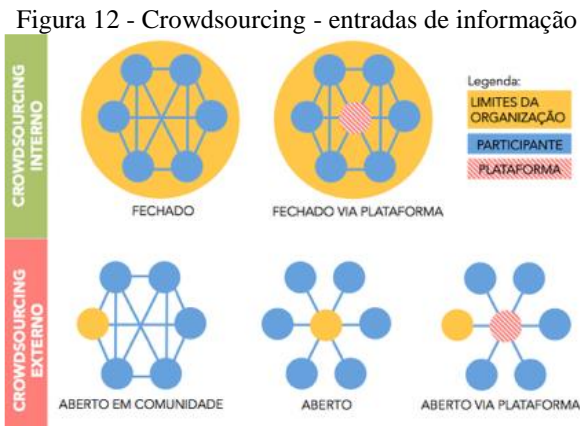 Figura 12 - Crowdsourcing - entradas de informação
CROWDSOURCING
INTERNO
FECHADO
FECHADO VIA PLATAFORMA
Legenda:
LIMITES DA
ORGANIZAÇÃO
PARTICIPANTE
PLATAFORMA
CROWDSOURCING
EXTERNO
ABERTO EM COMUNIDADE
ABERTO
ABERTO VIA PLATAFORMA